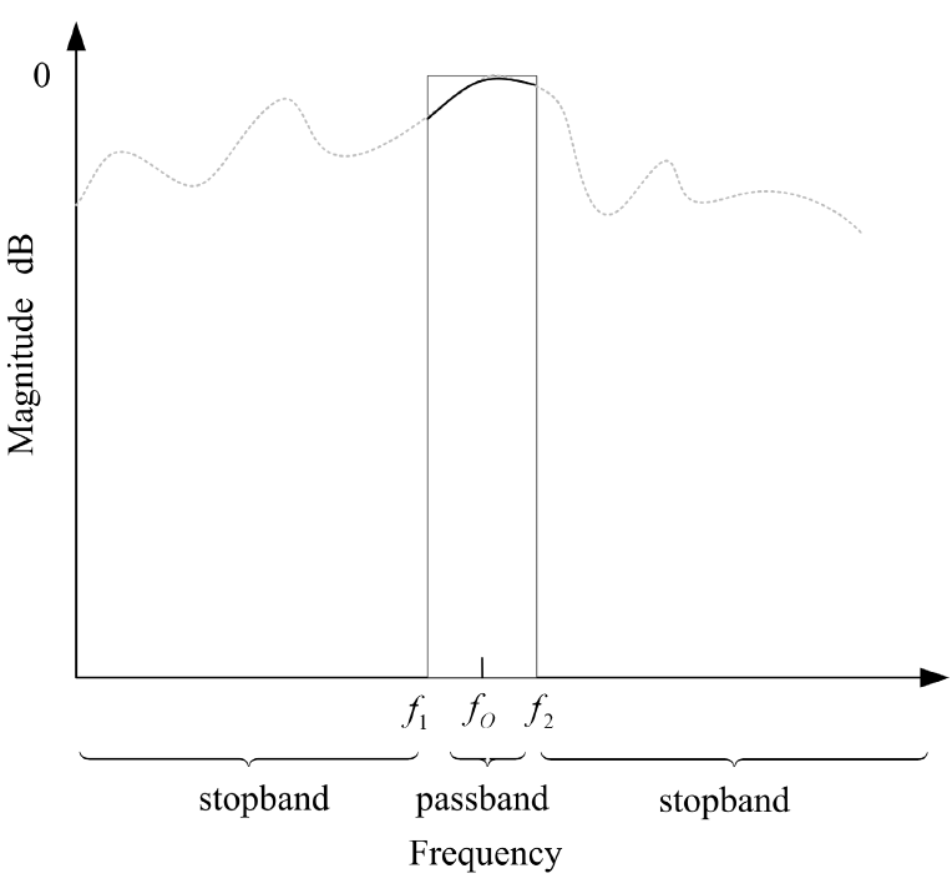 0
Magnitude dB
f1 fO f2
stopband passband stopband
Frequency